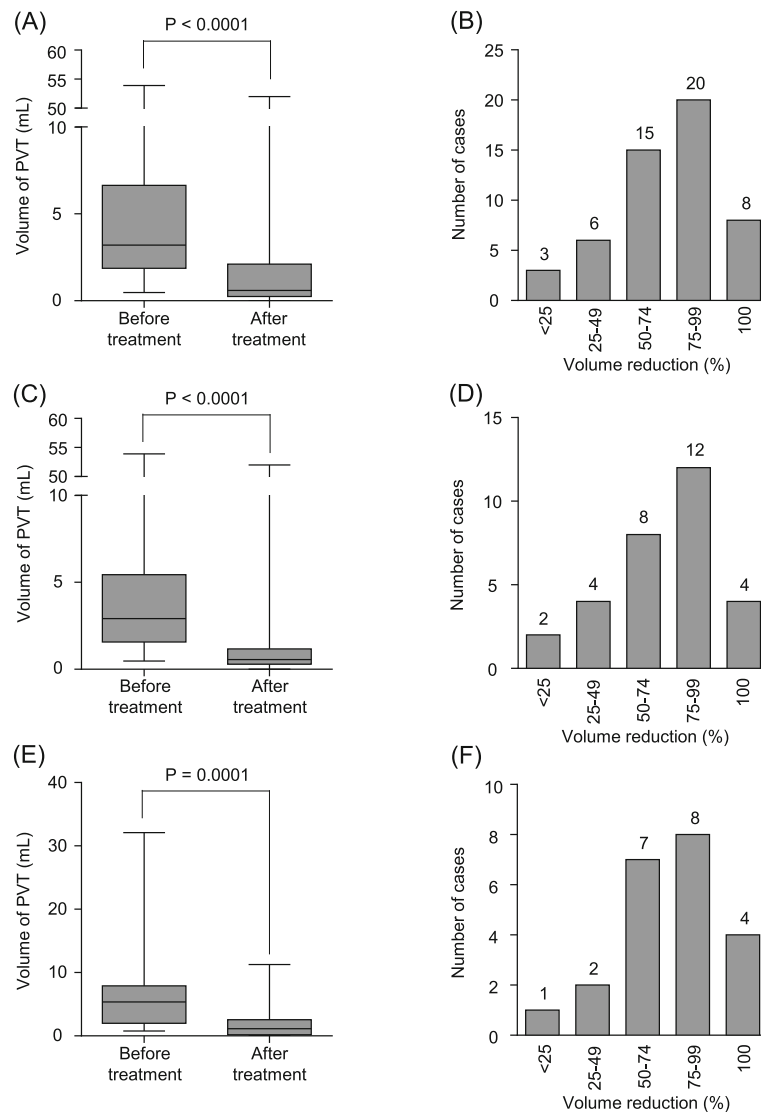 (A)
P < 0.0001
Volume of PVT (mL)
60
55
50
10
5
0
Before
treatment
After
treatment
(B)
Number of cases
25
20
15
10
5
0
3
6
15
20
8
<25
25-49
50-74
75-99
100
Volume reduction (%)
(C)
P < 0.0001
Volume of PVT (mL)
60
55
50
10
5
0
Before
treatment
After
treatment
(D)
Number of cases
15
10
5
0
2
4
8
12
4
<25
25-49
50-74
75-99
100
Volume reduction (%)
(E)
P = 0.0001
Volume of PVT (mL)
40
30
20
10
0
Before
treatment
After
treatment
(F)
Number of cases
10
8
6
4
2
0
1
2
7
8
4
<25
25-49
50-74
75-99
100
Volume reduction (%)